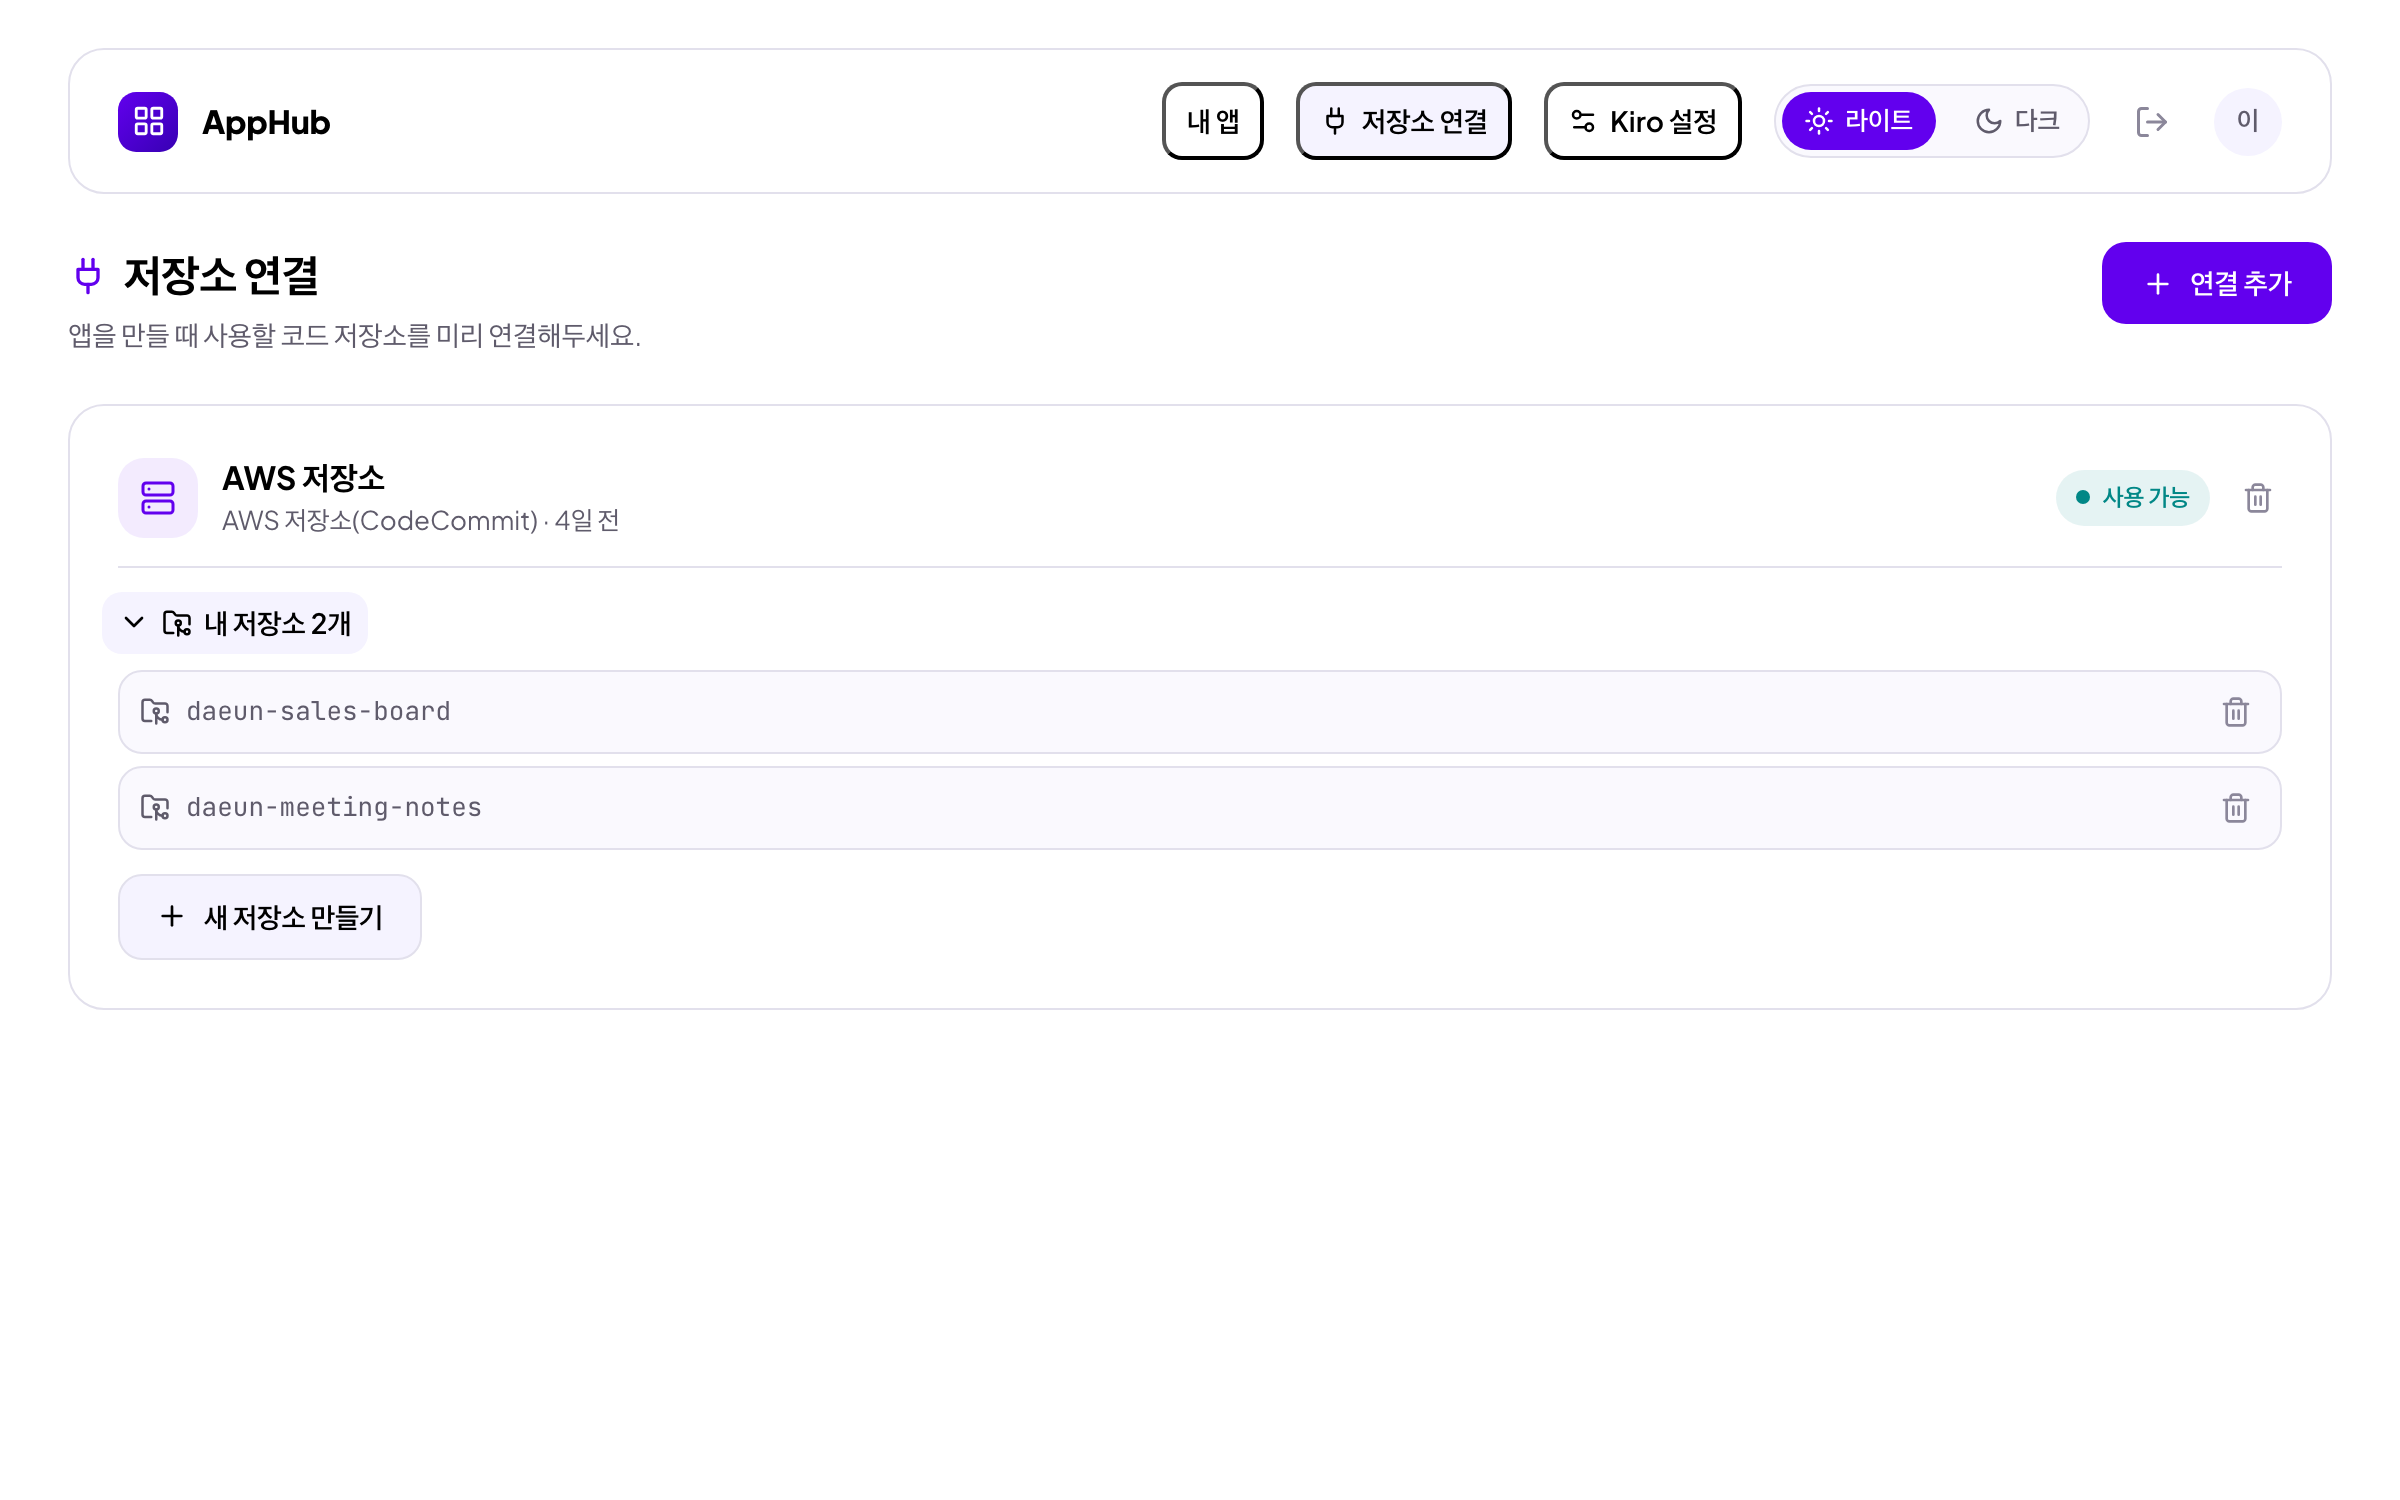 AppHub
내 앱
저장소 연결
Kiro 설정
라이트
다크
이
저장소 연결
앱을 만들 때 사용할 코드 저장소를 미리 연결해두세요.
연결 추가
AWS 저장소
AWS 저장소(CodeCommit) · 4일 전
사용 가능
내 저장소 2개
daeun-sales-board
daeun-meeting-notes
새 저장소 만들기